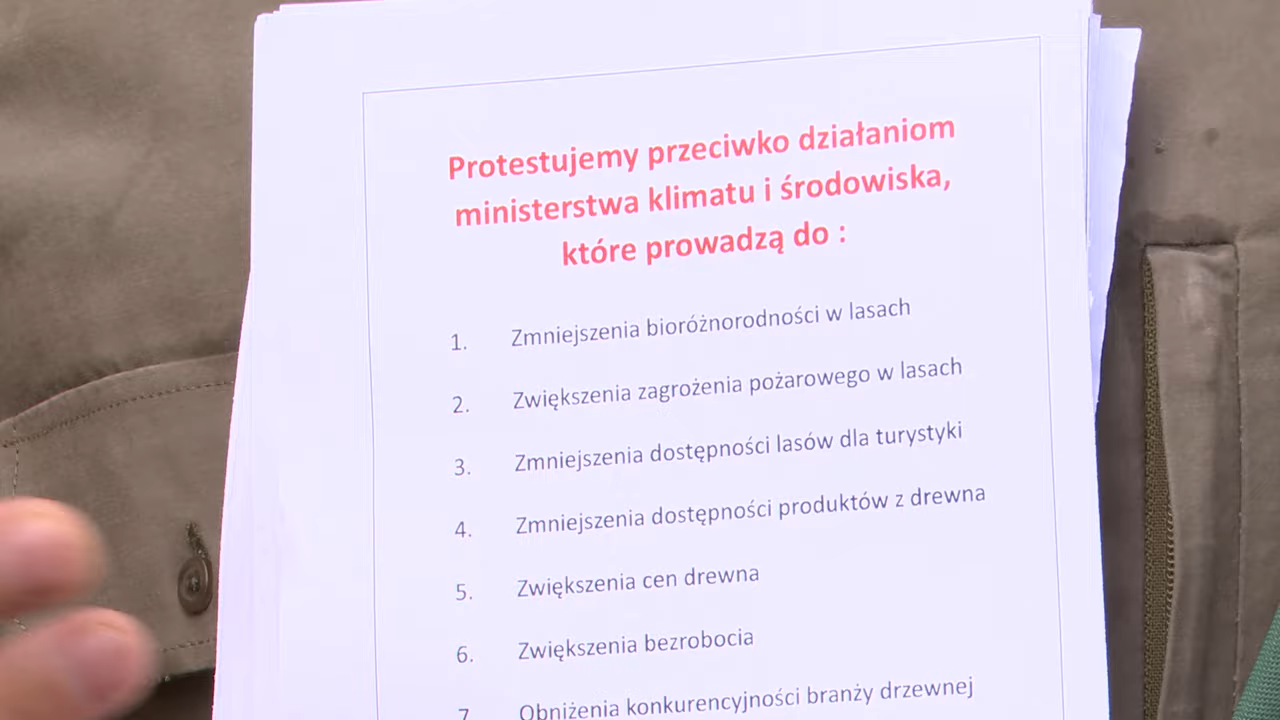 Protestujemy przeciwko działaniom
ministerstwa klimatu i środowiska,
które prowadzą do :
1. Zmniejszenia bioróżnorodności w lasach
2. Zwiększenia zagrożenia pożarowego w lasach
3. Zmniejszenia dostępności lasów dla turystyki
4. Zmniejszenia dostępności produktów z drewna
5. Zwiększenia cen drewna
6. Zwiększenia bezrobocia
7. Obniżenia konkurencyjności branży drzewnej